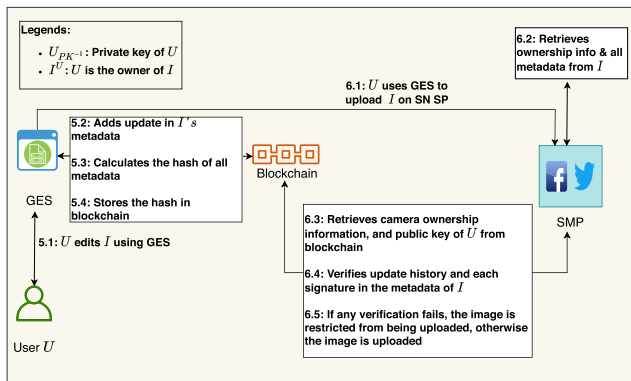 Legends:
• U_{PK^{-1}}: Private key of U
• I^U: U is the owner of I
6.2: Retrieves
ownership info & all
metadata from I
6.1: U uses GES to
upload I on SN SP
5.2: Adds update in I's
metadata
5.3: Calculates the hash of all
metadata
5.4: Stores the hash in
blockchain
Blockchain
GES
SMP
5.1: U edits I using GES
6.3: Retrieves camera ownership
information, and public key of U from
blockchain
6.4: Verifies update history and each
signature in the metadata of I
6.5: If any verification fails, the image is
restricted from being uploaded, otherwise
the image is uploaded
User U